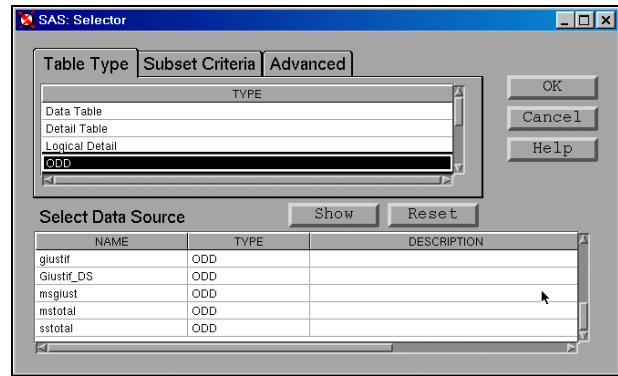 SAS: Selector
Table Type Subset Criteria Advanced
TYPE
Data Table
Detail Table
Logical Detail
ODD
OK
Cancel
Help
Select Data Source Show Reset
NAME TYPE DESCRIPTION
giustif ODD
Giustif_DS ODD
msgiust ODD
mstotal ODD
sstotal ODD